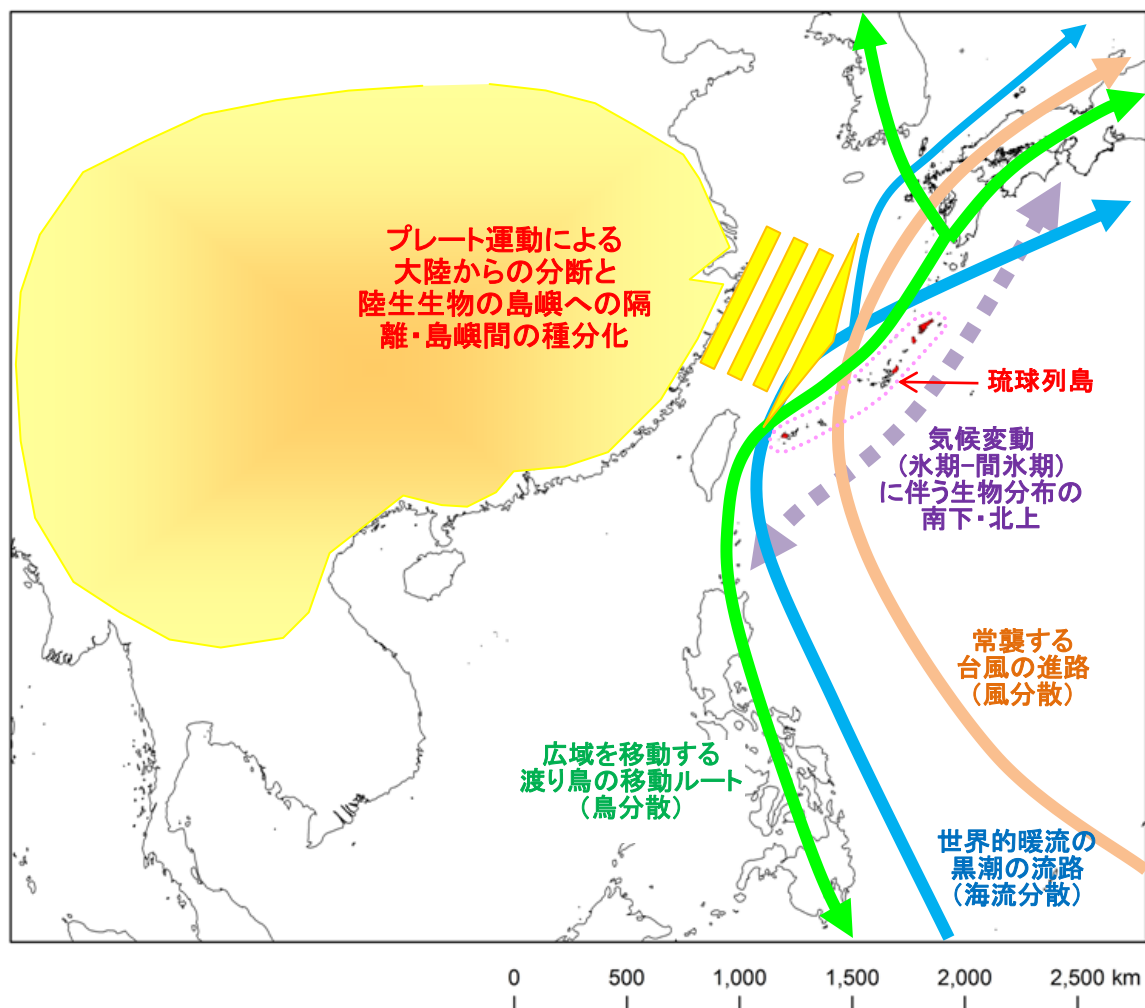 プレート運動による
大陸からの分断と
陸生生物の島嶼への隔
離・島嶼間の種分化
琉球列島
気候変動
(氷期-間氷期)
に伴う生物分布の
南下・北上
常襲する
台風の進路
(風分散)
広域を移動する
渡り鳥の移動ルート
(鳥分散)
世界的暖流の
黒潮の流路
(海流分散)
0 500 1,000 1,500 2,000 2,500 km